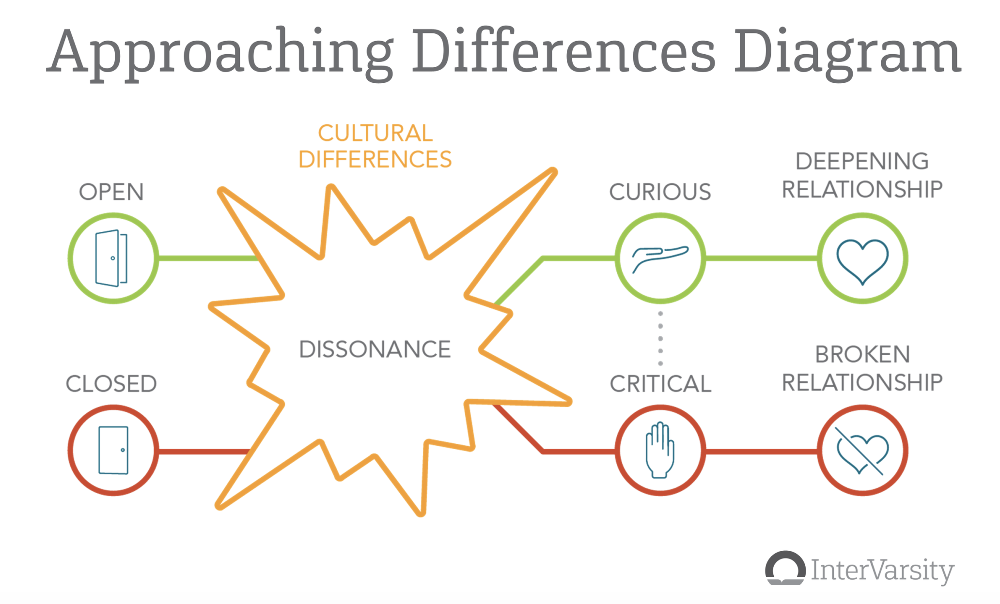 Approaching Differences Diagram
CULTURAL
DIFFERENCES
OPEN
CURIOUS
DEEPENING
RELATIONSHIP
DISSONANCE
CLOSED
CRITICAL
BROKEN
RELATIONSHIP
InterVarsity